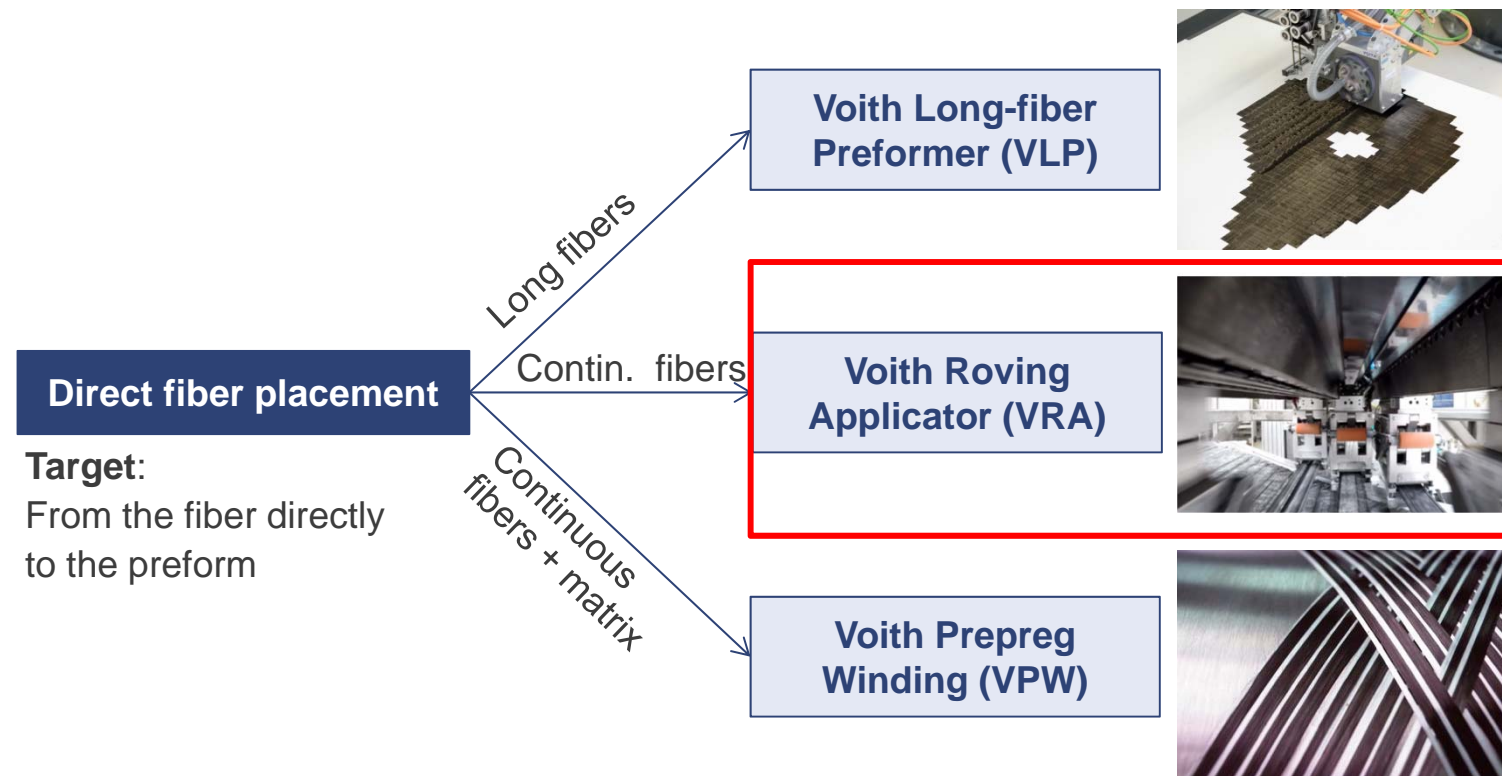 Voith Long-fiber
Preformer (VLP)
Long fibers
Direct fiber placement
Contin. fibers
Voith Roving
Applicator (VRA)
Target:
From the fiber directly
to the preform
Continuous
fibers + matrix
Voith Prepreg
Winding (VPW)